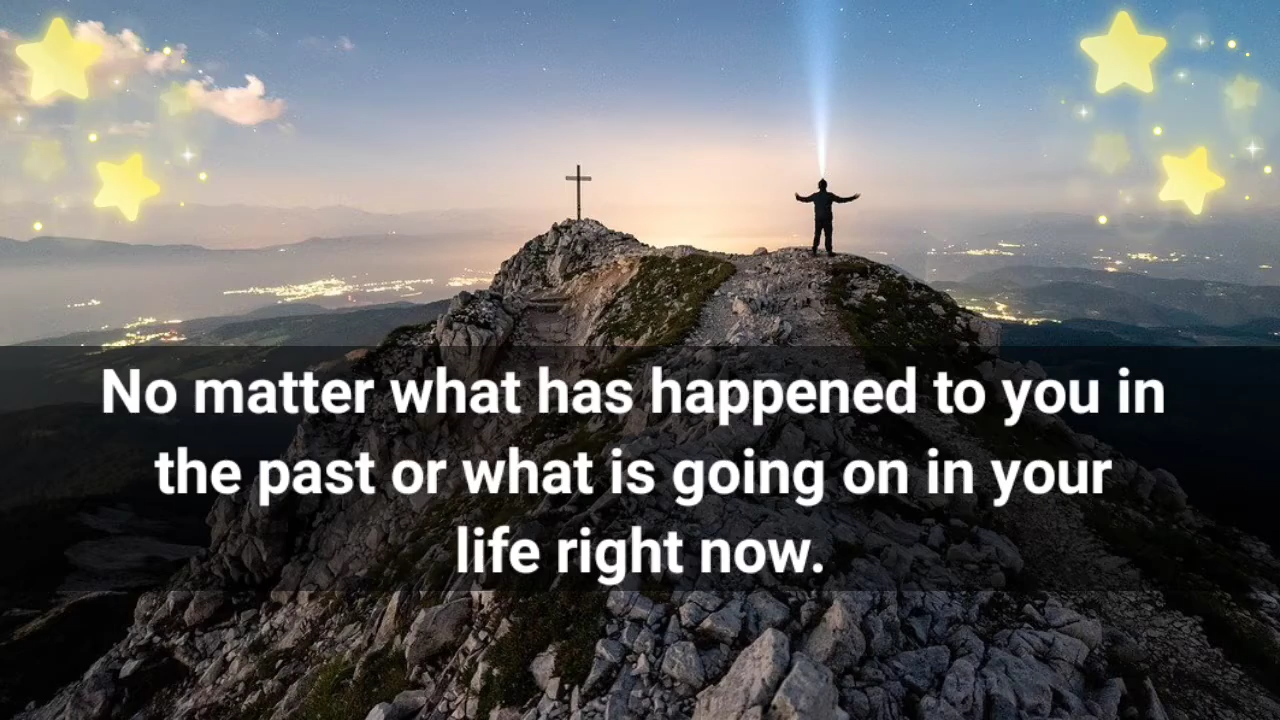 No matter what has happened to you in
the past or what is going on in your
life right now.